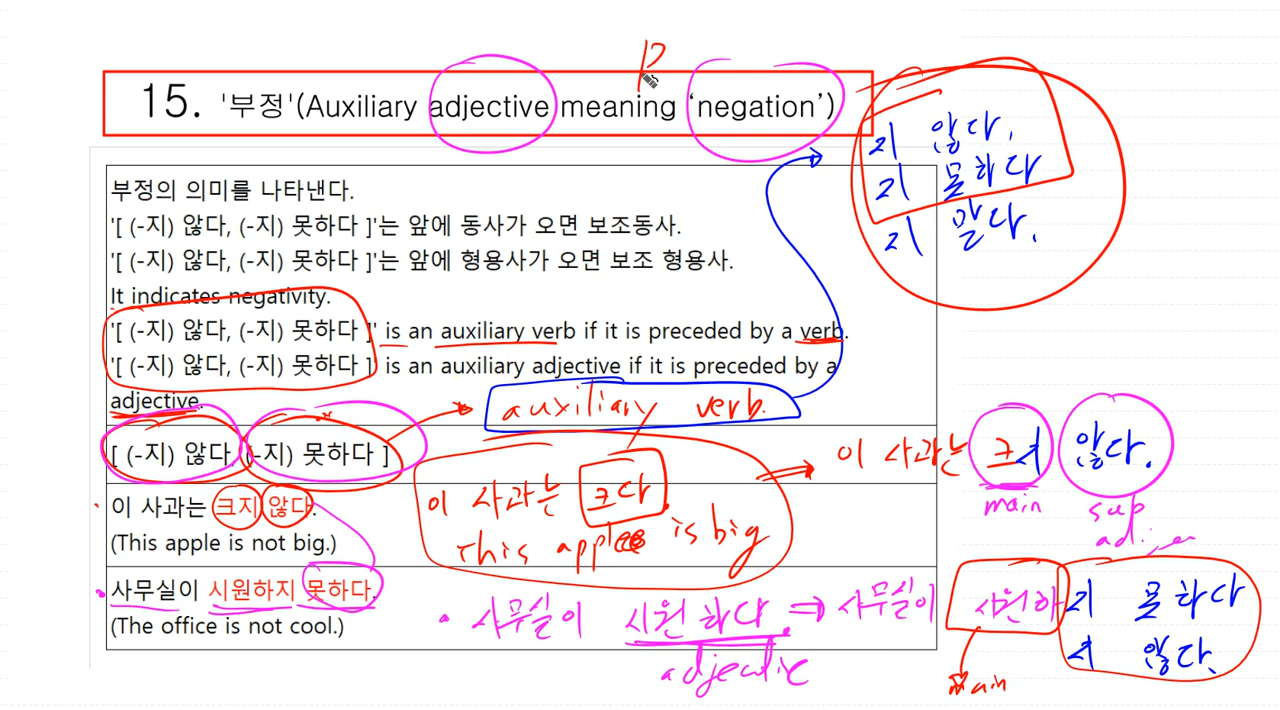 12
15. '부정'(Auxiliary adjective meaning ‘negation’)
지 않다.
지 못하다
지 말다.
부정의 의미를 나타낸다.
'[ (-지) 않다, (-지) 못하다 ]'는 앞에 동사가 오면 보조동사.
'[ (-지) 않다, (-지) 못하다 ]'는 앞에 형용사가 오면 보조 형용사.
It indicates negativity.
'[ (-지) 않다, (-지) 못하다 ]' is an auxiliary verb if it is preceded by a verb.
'[ (-지) 않다, (-지) 못하다 ]' is an auxiliary adjective if it is preceded by a
adjective.
auxiliary verb.
[ (-지) 않다, (-지) 못하다 ]
이 사과는 크지 않다.
main
sup
이 사과는 크지 않다.
(This apple is not big.)
이 사과는 크다.
This apple is big
사무실이 시원하지 못하다.
(The office is not cool.)
사무실이 시원하다. ⇒ 사무실이 시원하지 못하다
지 않다.
adjective
main